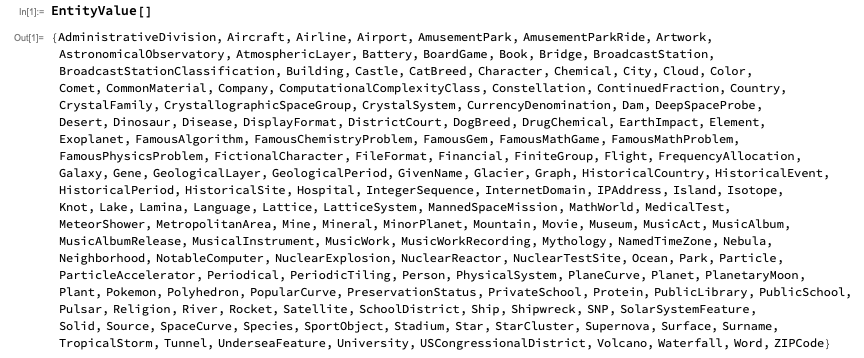 In[1]:= EntityValue[]
Out[1]= {AdministrativeDivision, Aircraft, Airline, Airport, AmusementPark, AmusementParkRide, Artwork,
AstronomicalObservatory, AtmosphericLayer, Battery, BoardGame, Book, Bridge, BroadcastStation,
BroadcastStationClassification, Building, Castle, CatBreed, Character, Chemical, City, Cloud, Color,
Comet, CommonMaterial, Company, ComputationalComplexityClass, Constellation, ContinuedFraction, Country,
CrystalFamily, CrystallographicSpaceGroup, CrystalSystem, CurrencyDenomination, Dam, DeepSpaceProbe,
Desert, Dinosaur, Disease, DisplayFormat, DistrictCourt, DogBreed, DrugChemical, EarthImpact, Element,
Exoplanet, FamousAlgorithm, FamousChemistryProblem, FamousGem, FamousMathGame, FamousMathProblem,
FamousPhysicsProblem, FictionalCharacter, FileFormat, Financial, FiniteGroup, Flight, FrequencyAllocation,
Galaxy, Gene, GeologicalLayer, GeologicalPeriod, GivenName, Glacier, Graph, HistoricalCountry, HistoricalEvent,
HistoricalPeriod, HistoricalSite, Hospital, IntegerSequence, InternetDomain, IPAddress, Island, Isotope,
Knot, Lake, Lamina, Language, Lattice, LatticeSystem, MannedSpaceMission, MathWorld, MedicalTest,
MeteorShower, MetropolitanArea, Mine, Mineral, MinorPlanet, Mountain, Movie, Museum, MusicAct, MusicAlbum,
MusicAlbumRelease, MusicalInstrument, MusicWork, MusicWorkRecording, Mythology, NamedTimeZone, Nebula,
Neighborhood, NotableComputer, NuclearExplosion, NuclearReactor, NuclearTestSite, Ocean, Park, Particle,
ParticleAccelerator, Periodical, PeriodicTiling, Person, PhysicalSystem, PlaneCurve, Planet, PlanetaryMoon,
Plant, Pokemon, Polyhedron, PopularCurve, PreservationStatus, PrivateSchool, Protein, PublicLibrary, PublicSchool,
Pulsar, Religion, River, Rocket, Satellite, SchoolDistrict, Ship, Shipwreck, SNP, SolarSystemFeature,
Solid, Source, SpaceCurve, Species, SportObject, Stadium, Star, StarCluster, Supernova, Surface, Surname,
TropicalStorm, Tunnel, UnderseaFeature, University, USCongressionalDistrict, Volcano, Waterfall, Word, ZIPCode}